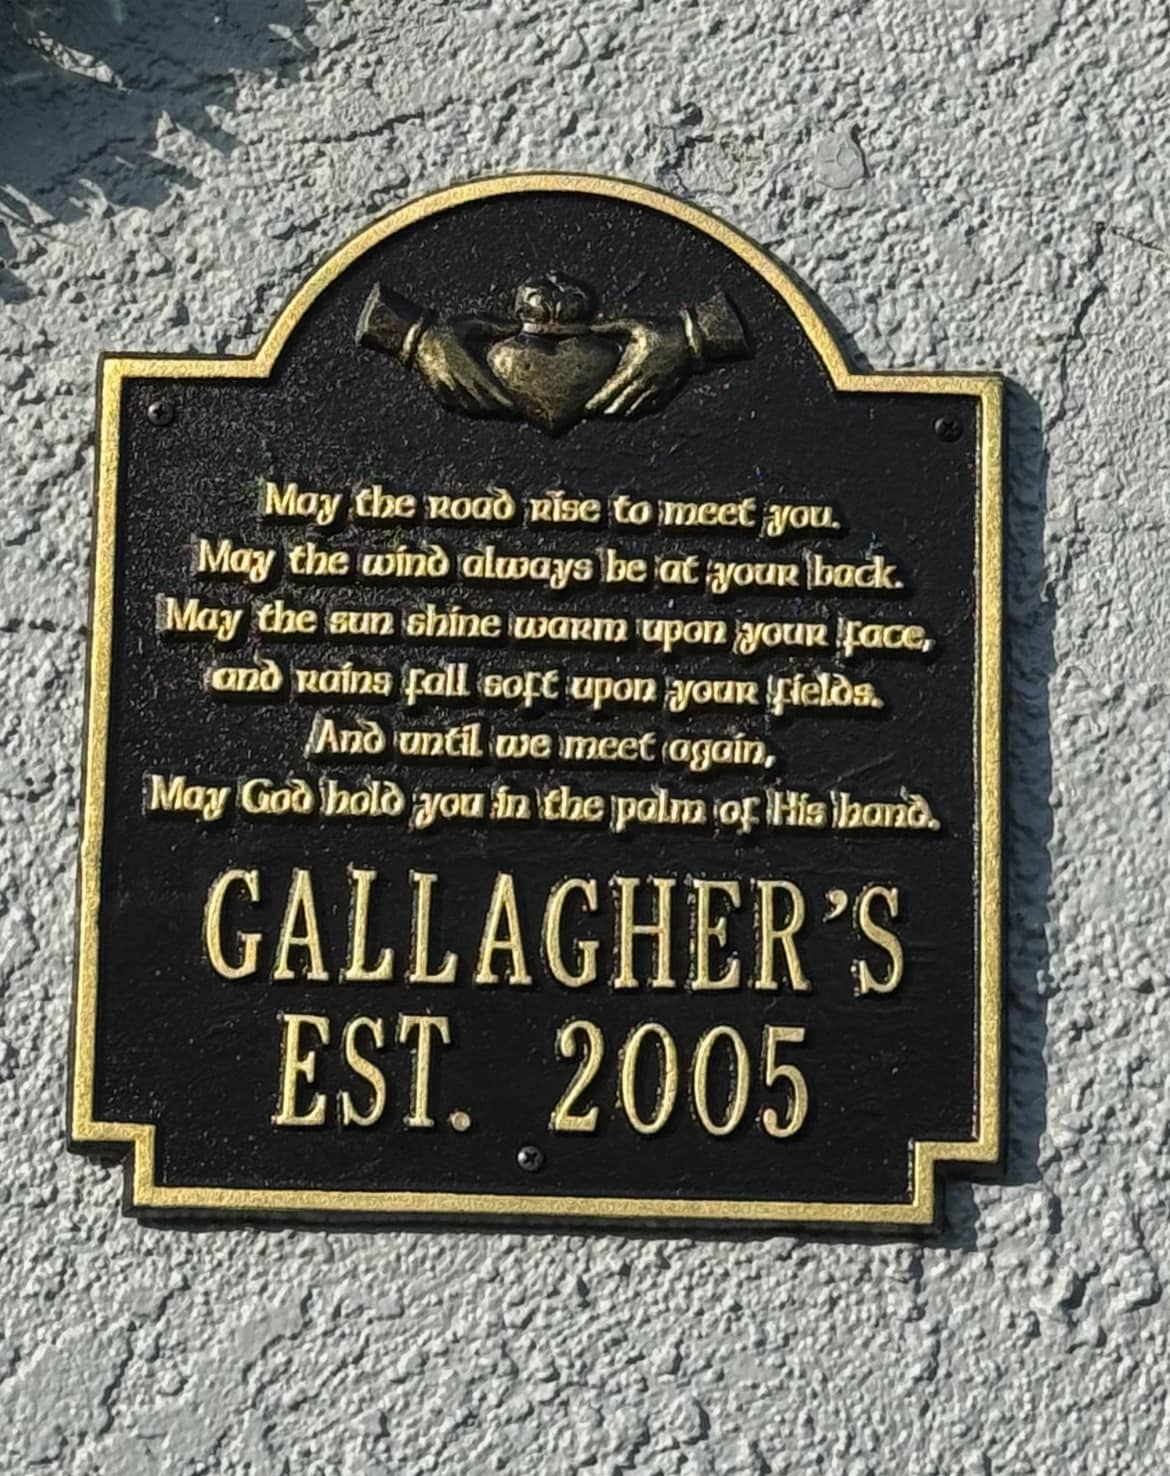 May the road rise to meet you.
May the wind always be at your back.
May the sun shine warm upon your face,
and rains fall soft upon your fields.
And until we meet again,
May God hold you in the palm of His hand.
GALLAGHER'S
EST. 2005